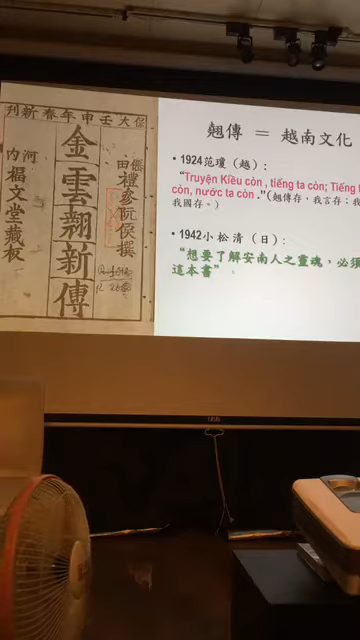 保大壬申年春新刊
僊田禮參阮侯撰
金雲翹新傳
河內福文堂藏板
翹傳 ＝ 越南文化
• 1924范瓊（越）：
“Truyện Kiều còn , tiếng ta còn; Tiếng
còn, nước ta còn .”(翹傳存，我言存；我
我國存。)
• 1942小松清（日）：
“想要了解安南人之靈魂，必須
這本書”